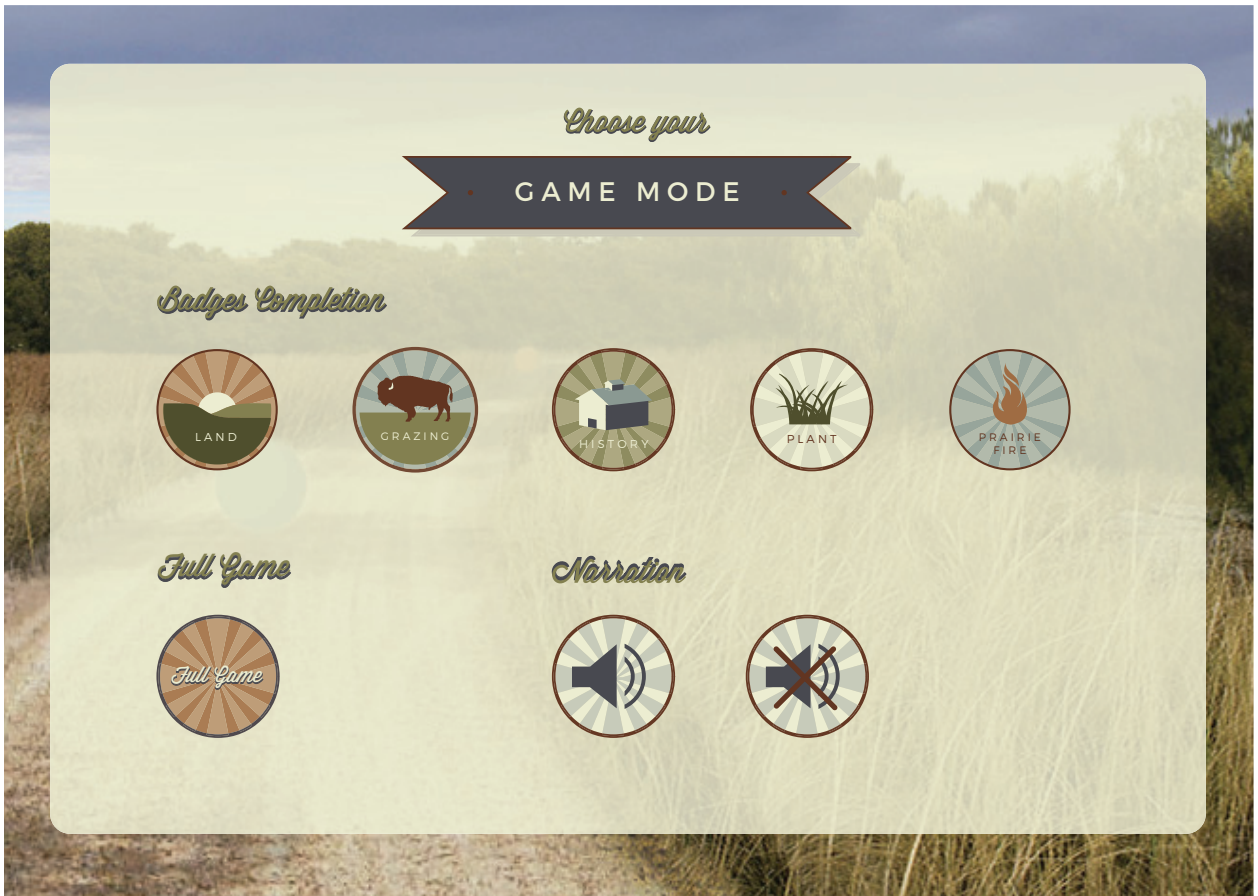 Choose your
GAME MODE
Badges Completion
LAND
GRAZING
HISTORY
PLANT
PRAIRIE
FIRE
Full Game
Narration
Full Game